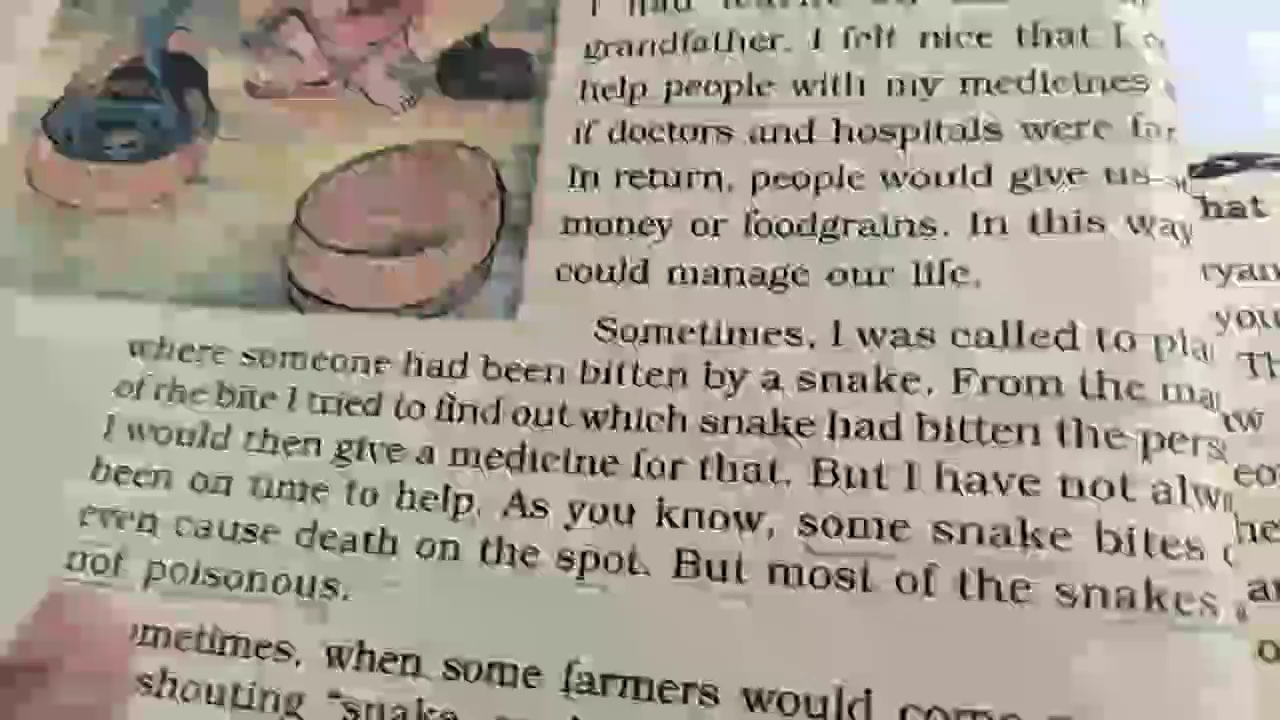 grandfather. I felt nice that I
help people with my medicines
if doctors and hospitals were
In return, people would give us
money or foodgrains. In this way
could manage our life.
Sometimes, I was called to
where someone had been bitten by a snake. From the
of the bite I tried to find out which snake had bitten the
I would then give a medicine for that. But I have not
been on time to help. As you know, some snake bites
even cause death on the spot. But most of the snakes
not poisonous.
when some farmers would come
shouting "snake